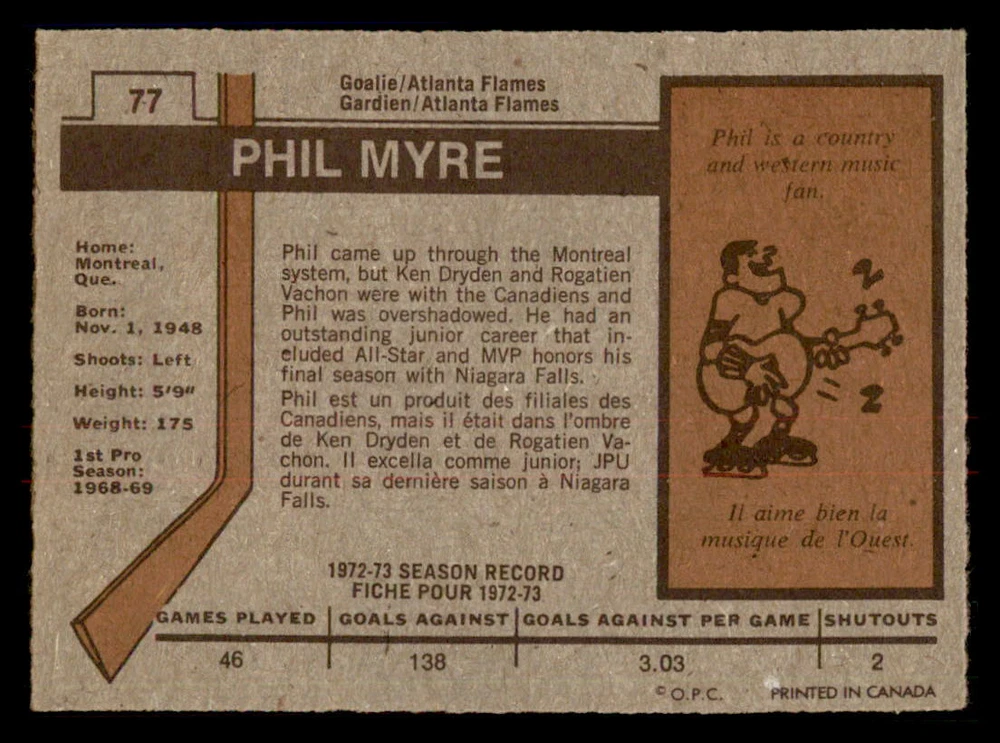 77
Goalie/Atlanta Flames
Gardien/Atlanta Flames
PHIL MYRE
Home:
Montreal,
Que.
Born:
Nov. 1, 1948
Shoots: Left
Height: 5'9"
Weight: 175
1st Pro
Season:
1968-69
Phil came up through the Montreal
system, but Ken Dryden and Rogatien
Vachon were with the Canadiens and
Phil was overshadowed. He had an
outstanding junior career that in-
cluded All-Star and MVP honors his
final season with Niagara Falls.
Phil est un produit des filiales des
Canadiens, mais il était dans l'ombre
de Ken Dryden et de Rogatien Va-
chon. Il excella comme junior; JPU
durant sa dernière saison à Niagara
Falls.
Phil is a country
and western music
fan.
Il aime bien la
musique de l'Ouest.
1972-73 SEASON RECORD
FICHE POUR 1972-73
GAMES PLAYED GOALS AGAINST GOALS AGAINST PER GAME SHUTOUTS
46 138 3.03 2
© O.P.C. PRINTED IN CANADA